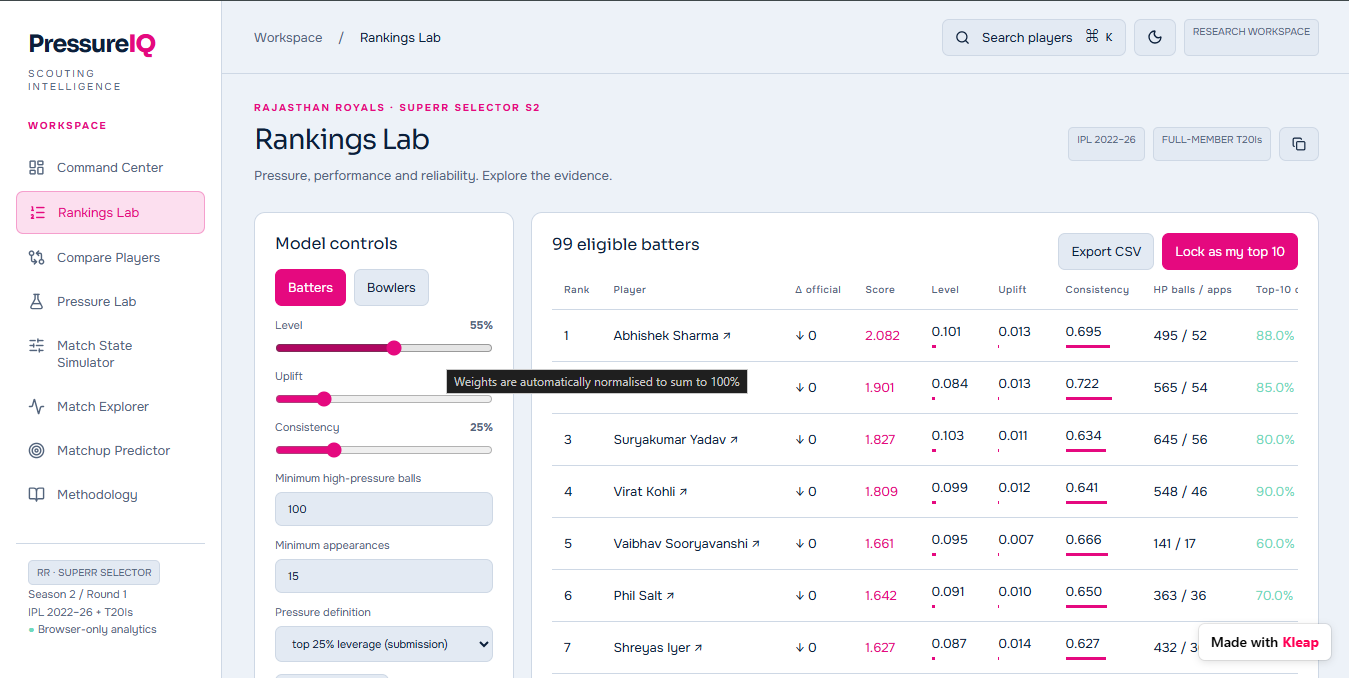 PressureIQ
SCOUTING
INTELLIGENCE
WORKSPACE
Command Center
Rankings Lab
Compare Players
Pressure Lab
Match State
Simulator
Match Explorer
Matchup Predictor
Methodology
RR · SUPERR SELECTOR
Season 2 / Round 1
IPL 2022–26 + T20Is
Browser-only analytics
Workspace / Rankings Lab
Search players ⌘ K
RESEARCH WORKSPACE
RAJASTHAN ROYALS · SUPERR SELECTOR S2
Rankings Lab
Pressure, performance and reliability. Explore the evidence.
IPL 2022–26
FULL-MEMBER T20Is
Model controls
Batters Bowlers
Level 55%
Uplift
Weights are automatically normalised to sum to 100%
Consistency 25%
Minimum high-pressure balls
100
Minimum appearances
15
Pressure definition
top 25% leverage (submission)
99 eligible batters
Export CSV
Lock as my top 10
Rank Player Δ official Score Level Uplift Consistency HP balls / apps Top-10
1 Abhishek Sharma ↗ ↓ 0 2.082 0.101 0.013 0.695 495 / 52 88.0%
↓ 0 1.901 0.084 0.013 0.722 565 / 54 85.0%
3 Suryakumar Yadav ↗ ↓ 0 1.827 0.103 0.011 0.634 645 / 56 80.0%
4 Virat Kohli ↗ ↓ 0 1.809 0.099 0.012 0.641 548 / 46 90.0%
5 Vaibhav Sooryavanshi ↗ ↓ 0 1.661 0.095 0.007 0.666 141 / 17 60.0%
6 Phil Salt ↗ ↓ 0 1.642 0.091 0.010 0.650 363 / 36 70.0%
7 Shreyas Iyer ↗ ↓ 0 1.627 0.087 0.014 0.627 432 /
Made with Kleap